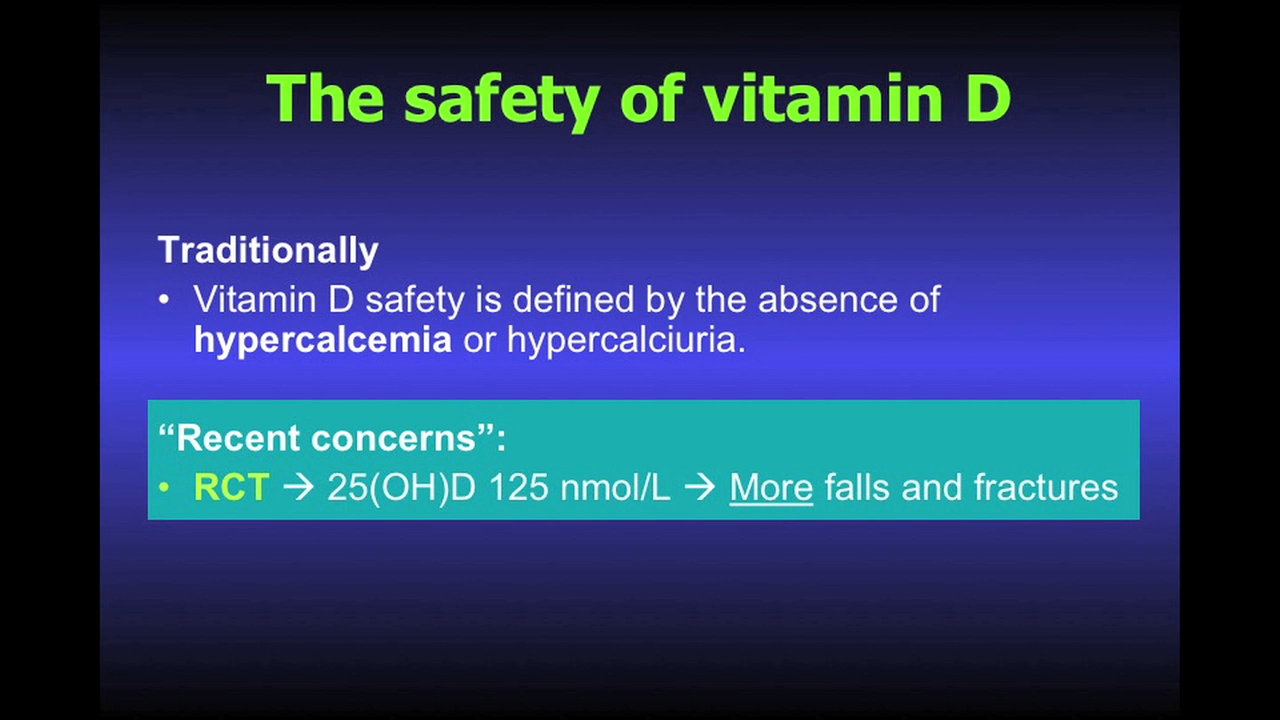 The safety of vitamin D
Traditionally
• Vitamin D safety is defined by the absence of
hypercalcemia or hypercalciuria.
“Recent concerns”:
• RCT → 25(OH)D 125 nmol/L → More falls and fractures